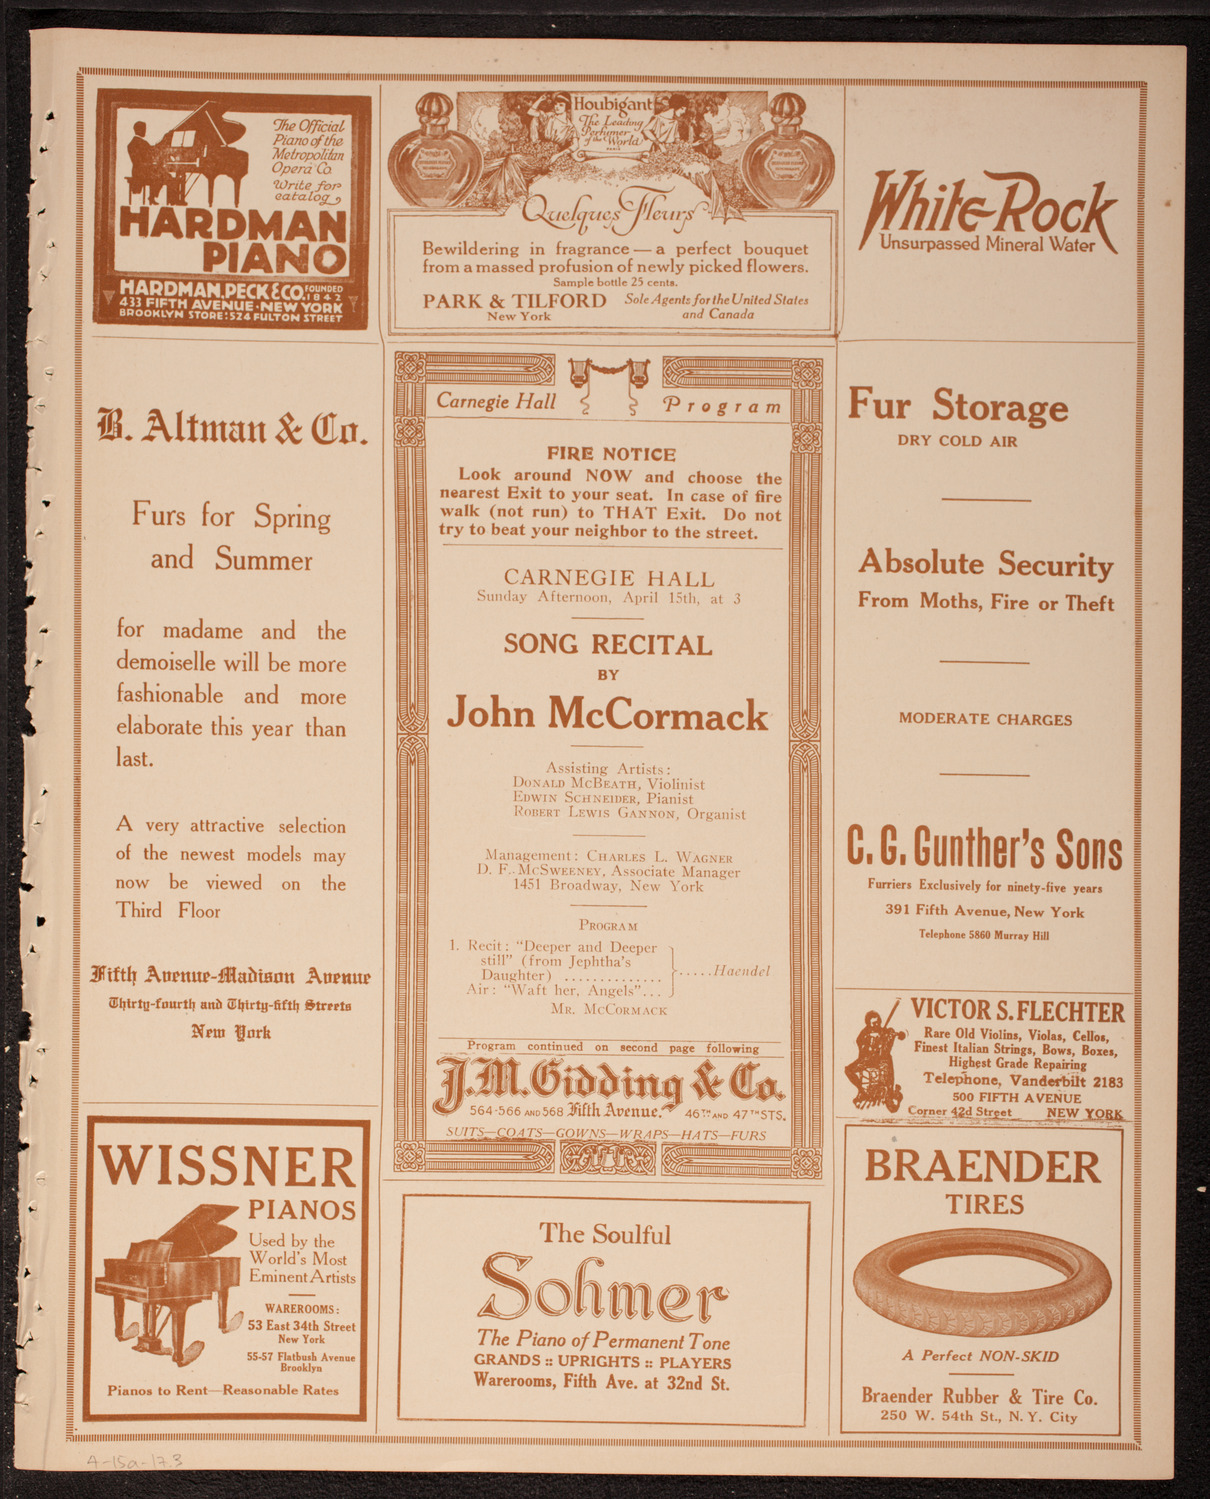 The Official
Piano of the
Metropolitan
Opera Co.
Write for
catalog
HARDMAN
PIANO
HARDMAN, PECK & CO. FOUNDED 1842
433 FIFTH AVENUE · NEW YORK
BROOKLYN STORE: 524 FULTON STREET
B. Altman & Co.
Furs for Spring
and Summer
for madame and the
demoiselle will be more
fashionable and more
elaborate this year than
last.
A very attractive selection
of the newest models may
now be viewed on the
Third Floor
Fifth Avenue-Madison Avenue
Thirty-fourth and Thirty-fifth Streets
New York
WISSNER
PIANOS
Used by the
World's Most
Eminent Artists
WAREROOMS:
53 East 34th Street
New York
55-57 Flatbush Avenue
Brooklyn
Pianos to Rent—Reasonable Rates
Houbigant
The Leading
Perfumer
of the World
PARIS
Quelques Fleurs
Bewildering in fragrance — a perfect bouquet
from a massed profusion of newly picked flowers.
Sample bottle 25 cents.
PARK & TILFORD
New York
Sole Agents for the United States
and Canada
Carnegie Hall Program
FIRE NOTICE
Look around NOW and choose the
nearest Exit to your seat. In case of fire
walk (not run) to THAT Exit. Do not
try to beat your neighbor to the street.
CARNEGIE HALL
Sunday Afternoon, April 15th, at 3
SONG RECITAL
BY
John McCormack
Assisting Artists:
DONALD MCBEATH, Violinist
EDWIN SCHNEIDER, Pianist
ROBERT LEWIS GANNON, Organist
Management: CHARLES L. WAGNER
D. F. MCSWEENEY, Associate Manager
1451 Broadway, New York
PROGRAM
1. Recit: "Deeper and Deeper
still" (from Jephtha's
Daughter) .............
.....Haendel
Air: "Waft her, Angels"...
MR. MCCORMACK
Program continued on second page following
J.M. Gidding & Co.
564-566 AND 568 Fifth Avenue. 46TH AND 47TH STS.
SUITS—COATS—GOWNS—WRAPS—HATS—FURS
The Soulful
Sohmer
The Piano of Permanent Tone
GRANDS :: UPRIGHTS :: PLAYERS
Warerooms, Fifth Ave. at 32nd St.
White Rock
Unsurpassed Mineral Water
Fur Storage
DRY COLD AIR
Absolute Security
From Moths, Fire or Theft
MODERATE CHARGES
C. G. Gunther's Sons
Furriers Exclusively for ninety-five years
391 Fifth Avenue, New York
Telephone 5860 Murray Hill
VICTOR S. FLECHTER
Rare Old Violins, Violas, Cellos,
Finest Italian Strings, Bows, Boxes,
Highest Grade Repairing
Telephone, Vanderbilt 2183
500 FIFTH AVENUE
Corner 42d Street NEW YORK
BRAENDER
TIRES
A Perfect NON-SKID
Braender Rubber & Tire Co.
250 W. 54th St., N. Y. City
4-15a-17.3